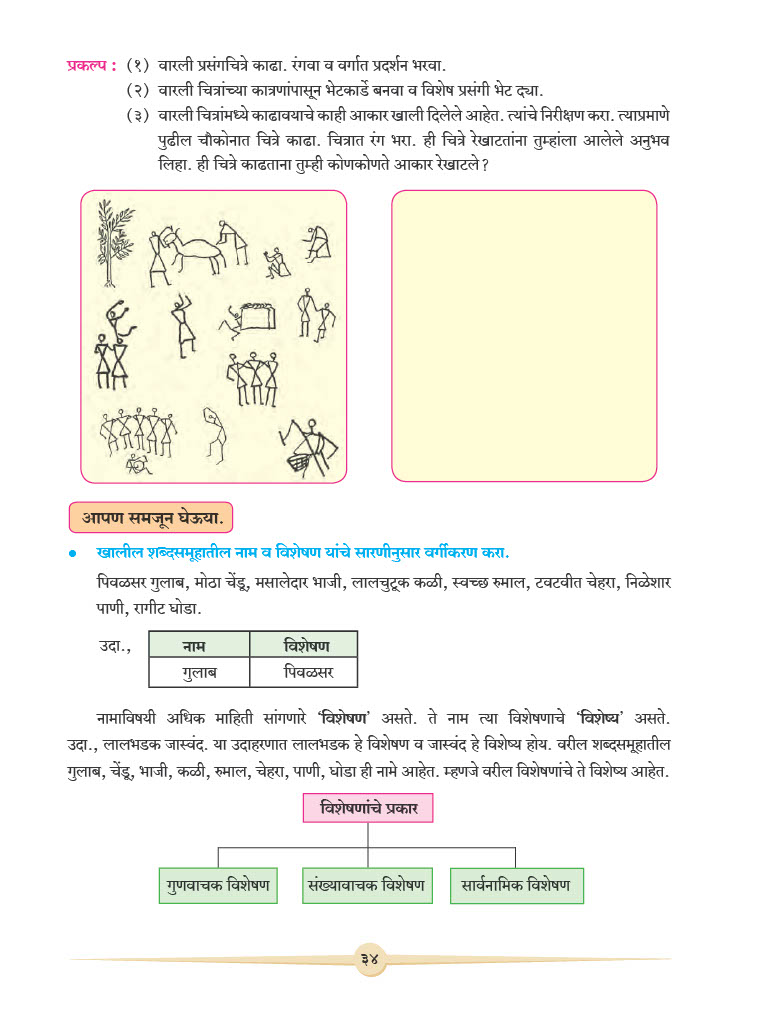 प्रकल्प : (१) वारली प्रसंगचित्रे काढा. रंगवा व वर्गात प्रदर्शन भरवा.
(२) वारली चित्रांच्या कात्रणांपासून भेटकार्डे बनवा व विशेष प्रसंगी भेट द्या.
(३) वारली चित्रांमध्ये काढावयाचे काही आकार खाली दिलेले आहेत. त्यांचे निरीक्षण करा. त्याप्रमाणे
पुढील चौकोनात चित्रे काढा. चित्रात रंग भरा. ही चित्रे रेखाटतांना तुम्हांला आलेले अनुभव
लिहा. ही चित्रे काढताना तुम्ही कोणकोणते आकार रेखाटले?
आपण समजून घेऊया.
• खालील शब्दसमूहातील नाम व विशेषण यांचे सारणीनुसार वर्गीकरण करा.
पिवळसर गुलाब, मोठा चेंडू, मसालेदार भाजी, लालचुटूक कळी, स्वच्छ रुमाल, टवटवीत चेहरा, निळेशार
पाणी, रागीट घोडा.
उदा., नाम विशेषण
गुलाब पिवळसर
नामाविषयी अधिक माहिती सांगणारे ‘विशेषण’ असते. ते नाम त्या विशेषणाचे ‘विशेष्य’ असते.
उदा., लालभडक जास्वंद. या उदाहरणात लालभडक हे विशेषण व जास्वंद हे विशेष्य होय. वरील शब्दसमूहातील
गुलाब, चेंडू, भाजी, कळी, रुमाल, चेहरा, पाणी, घोडा ही नामे आहेत. म्हणजे वरील विशेषणांचे ते विशेष्य आहेत.
विशेषणांचे प्रकार
गुणवाचक विशेषण संख्यावाचक विशेषण सार्वनामिक विशेषण
३४